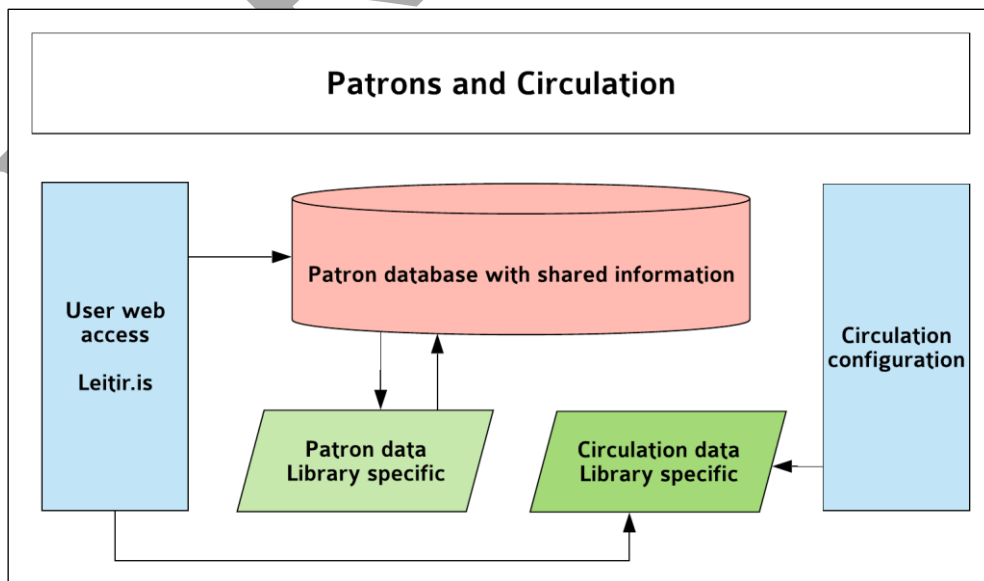 Patrons and Circulation
Patron database with shared information
User web
access
Leitir.is
Circulation
configuration
Patron data
Library specific
Circulation data
Library specific